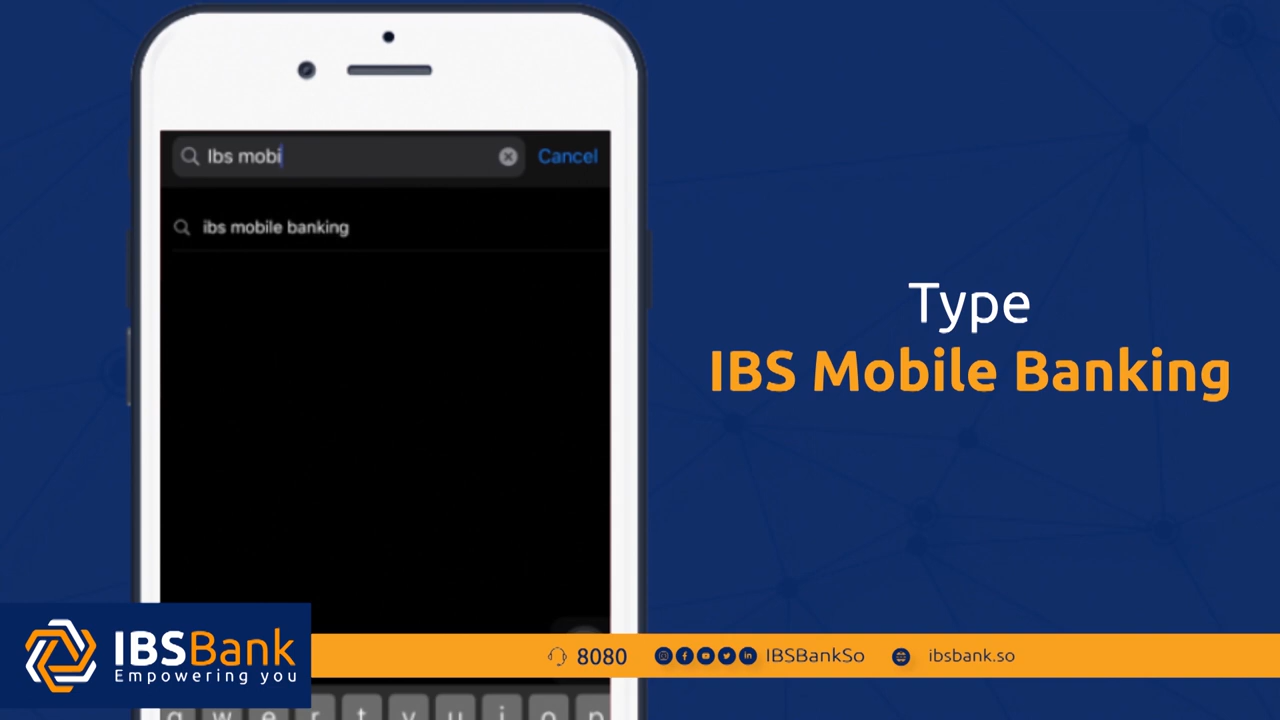 Ibs mobi
Cancel
ibs mobile banking
Type
IBS Mobile Banking
IBSBank
Empowering you
8080
IBSBankSo
ibsbank.so
q w e r t y u i o p